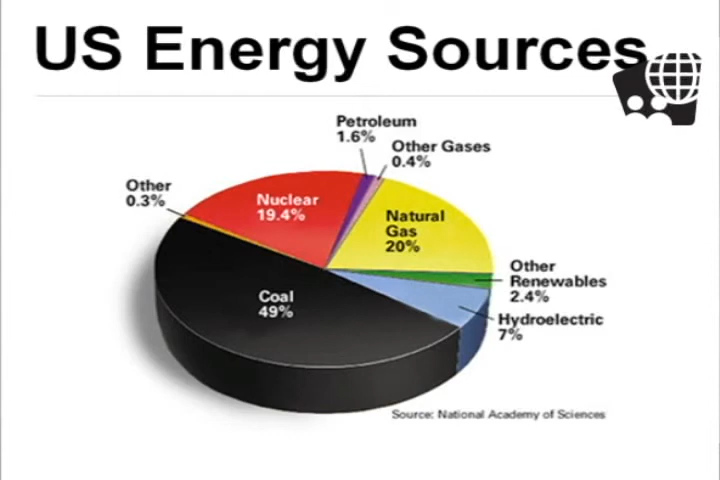 US Energy Sources
Petroleum
1.6%
Other Gases
0.4%
Other
0.3%
Nuclear
19.4%
Natural
Gas
20%
Other
Renewables
2.4%
Coal
49%
Hydroelectric
7%
Source: National Academy of Sciences